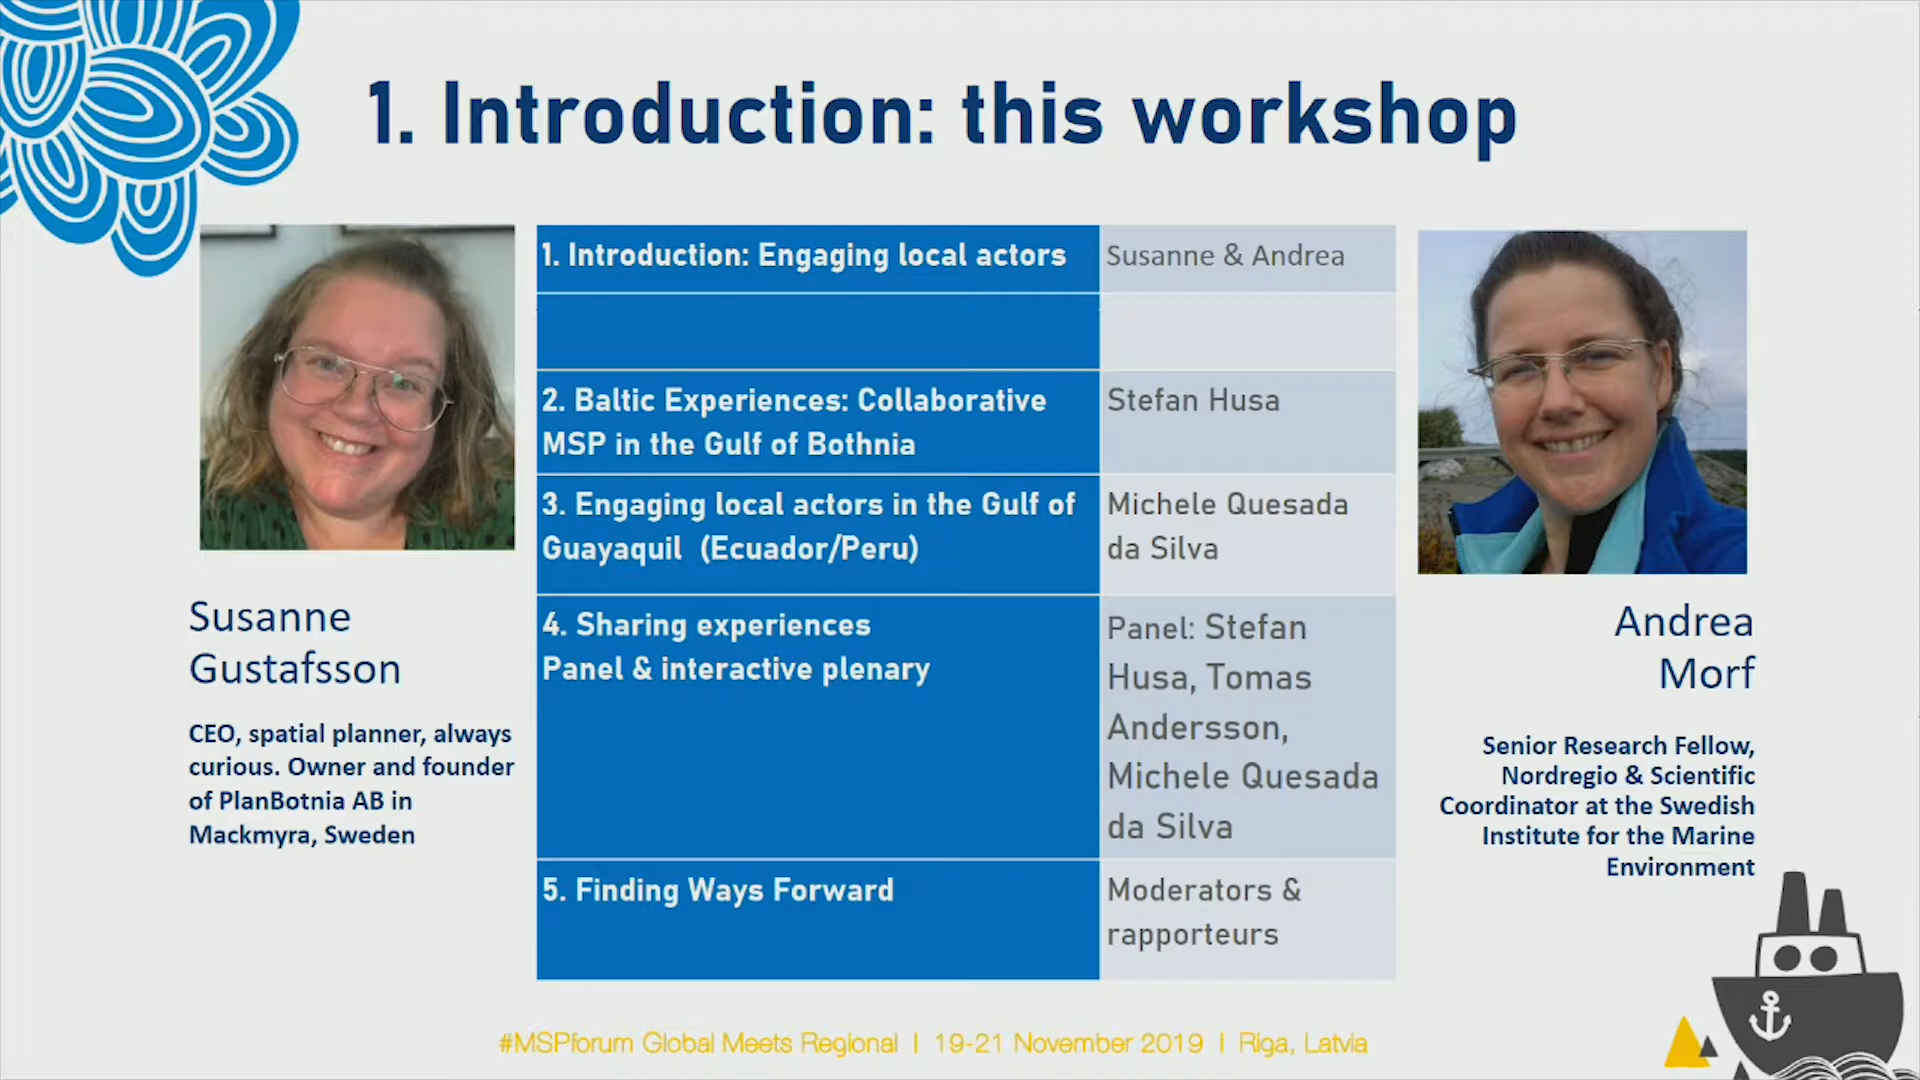 1. Introduction: this workshop
1. Introduction: Engaging local actors
Susanne & Andrea
2. Baltic Experiences: Collaborative
MSP in the Gulf of Bothnia
Stefan Husa
3. Engaging local actors in the Gulf of
Guayaquil (Ecuador/Peru)
Michele Quesada
da Silva
4. Sharing experiences
Panel & interactive plenary
Panel: Stefan
Husa, Tomas
Andersson,
Michele Quesada
da Silva
5. Finding Ways Forward
Moderators &
rapporteurs
Susanne
Gustafsson
CEO, spatial planner, always
curious. Owner and founder
of PlanBotnia AB in
Mackmyra, Sweden
Andrea
Morf
Senior Research Fellow,
Nordregio & Scientific
Coordinator at the Swedish
Institute for the Marine
Environment
#MSPforum Global Meets Regional | 19-21 November 2019 | Riga, Latvia